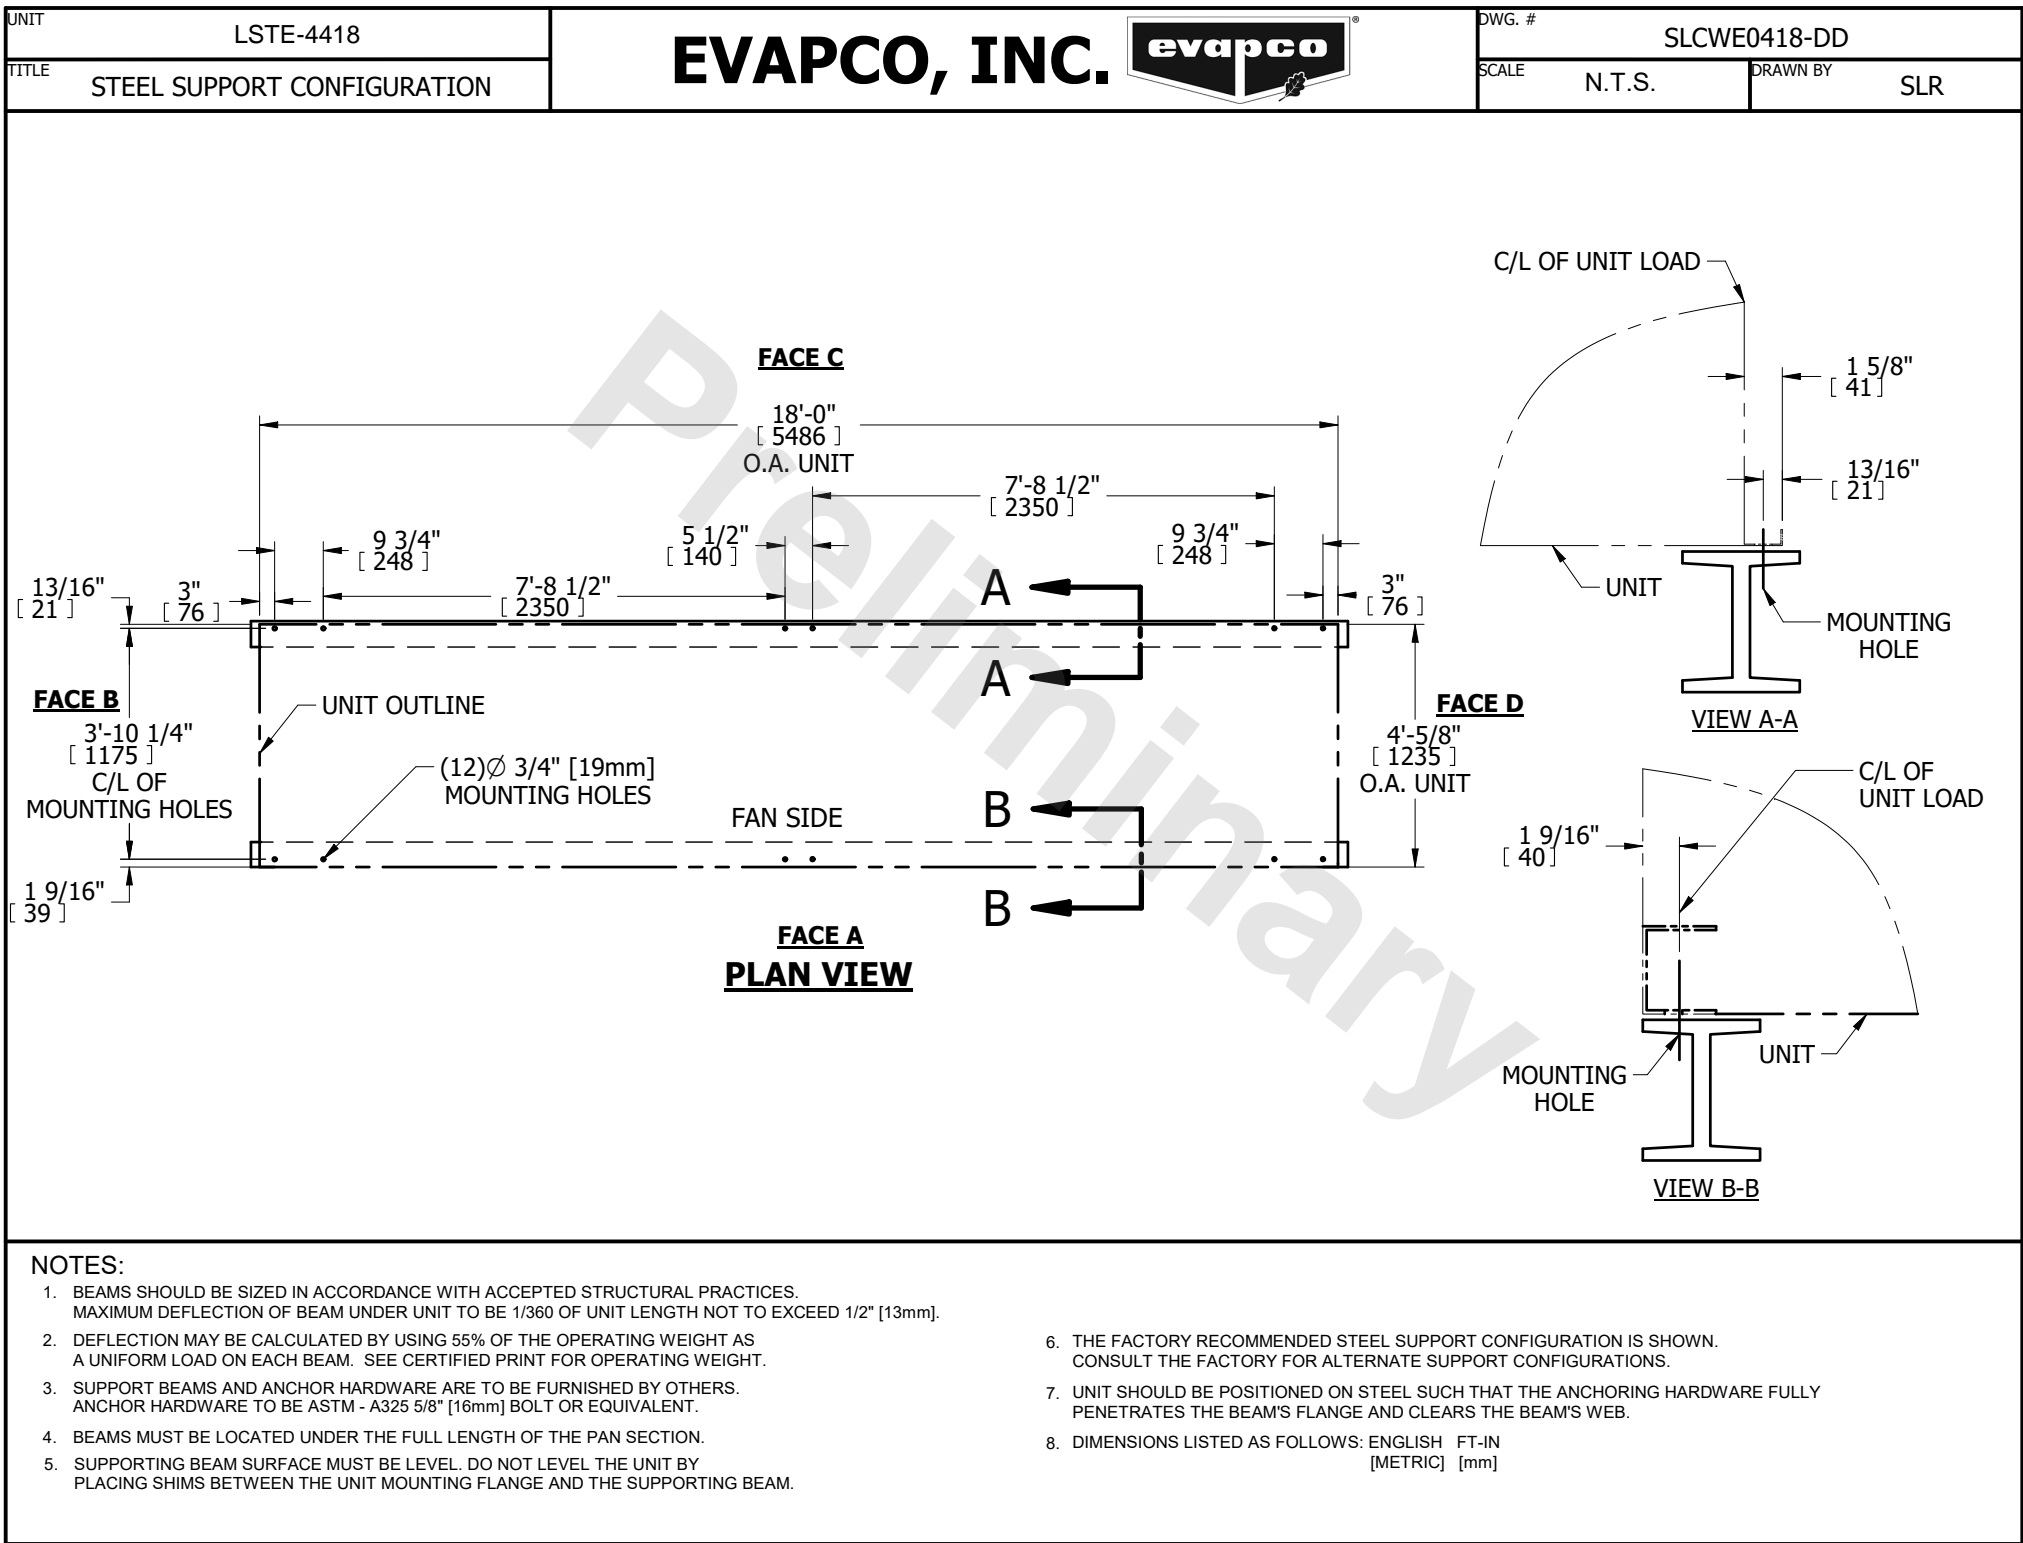 UNIT
LSTE-4418
TITLE
STEEL SUPPORT CONFIGURATION
EVAPCO, INC.
evapco
®
DWG. #
SLCWE0418-DD
SCALE
N.T.S.
DRAWN BY
SLR
Preliminary
FACE C
18'-0"
[ 5486 ]
O.A. UNIT
7'-8 1/2"
[ 2350 ]
9 3/4"
[ 248 ]
5 1/2"
[ 140 ]
9 3/4"
[ 248 ]
13/16"
[ 21 ]
3"
[ 76 ]
7'-8 1/2"
[ 2350 ]
3"
[ 76 ]
A
A
FACE B
3'-10 1/4"
[ 1175 ]
C/L OF
MOUNTING HOLES
UNIT OUTLINE
(12)∅ 3/4" [19mm]
MOUNTING HOLES
FAN SIDE
B
B
FACE D
4'-5/8"
[ 1235 ]
O.A. UNIT
1 9/16"
[ 39 ]
FACE A
PLAN VIEW
C/L OF UNIT LOAD
1 5/8"
[ 41 ]
13/16"
[ 21 ]
UNIT
MOUNTING
HOLE
VIEW A-A
C/L OF
UNIT LOAD
1 9/16"
[ 40 ]
UNIT
MOUNTING
HOLE
VIEW B-B
NOTES:
1. BEAMS SHOULD BE SIZED IN ACCORDANCE WITH ACCEPTED STRUCTURAL PRACTICES.
MAXIMUM DEFLECTION OF BEAM UNDER UNIT TO BE 1/360 OF UNIT LENGTH NOT TO EXCEED 1/2" [13mm].
2. DEFLECTION MAY BE CALCULATED BY USING 55% OF THE OPERATING WEIGHT AS
A UNIFORM LOAD ON EACH BEAM. SEE CERTIFIED PRINT FOR OPERATING WEIGHT.
3. SUPPORT BEAMS AND ANCHOR HARDWARE ARE TO BE FURNISHED BY OTHERS.
ANCHOR HARDWARE TO BE ASTM - A325 5/8" [16mm] BOLT OR EQUIVALENT.
4. BEAMS MUST BE LOCATED UNDER THE FULL LENGTH OF THE PAN SECTION.
5. SUPPORTING BEAM SURFACE MUST BE LEVEL. DO NOT LEVEL THE UNIT BY
PLACING SHIMS BETWEEN THE UNIT MOUNTING FLANGE AND THE SUPPORTING BEAM.
6. THE FACTORY RECOMMENDED STEEL SUPPORT CONFIGURATION IS SHOWN.
CONSULT THE FACTORY FOR ALTERNATE SUPPORT CONFIGURATIONS.
7. UNIT SHOULD BE POSITIONED ON STEEL SUCH THAT THE ANCHORING HARDWARE FULLY
PENETRATES THE BEAM'S FLANGE AND CLEARS THE BEAM'S WEB.
8. DIMENSIONS LISTED AS FOLLOWS: ENGLISH FT-IN
[METRIC] [mm]